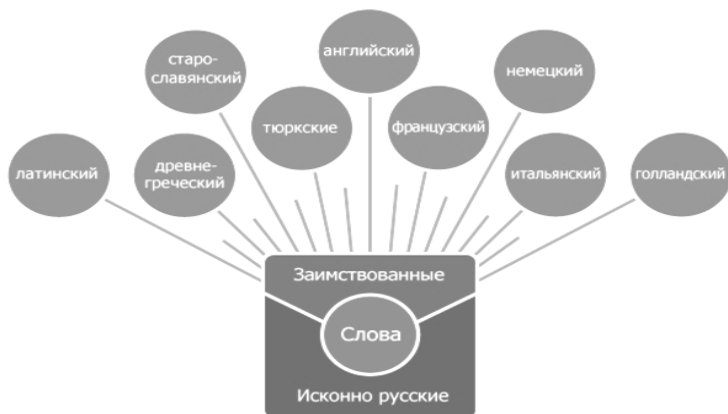 английский
старо-
славянский
немецкий
тюркские
французский
латинский
древне-
греческий
итальянский
голландский
Заимствованные
Слова
Исконно русские